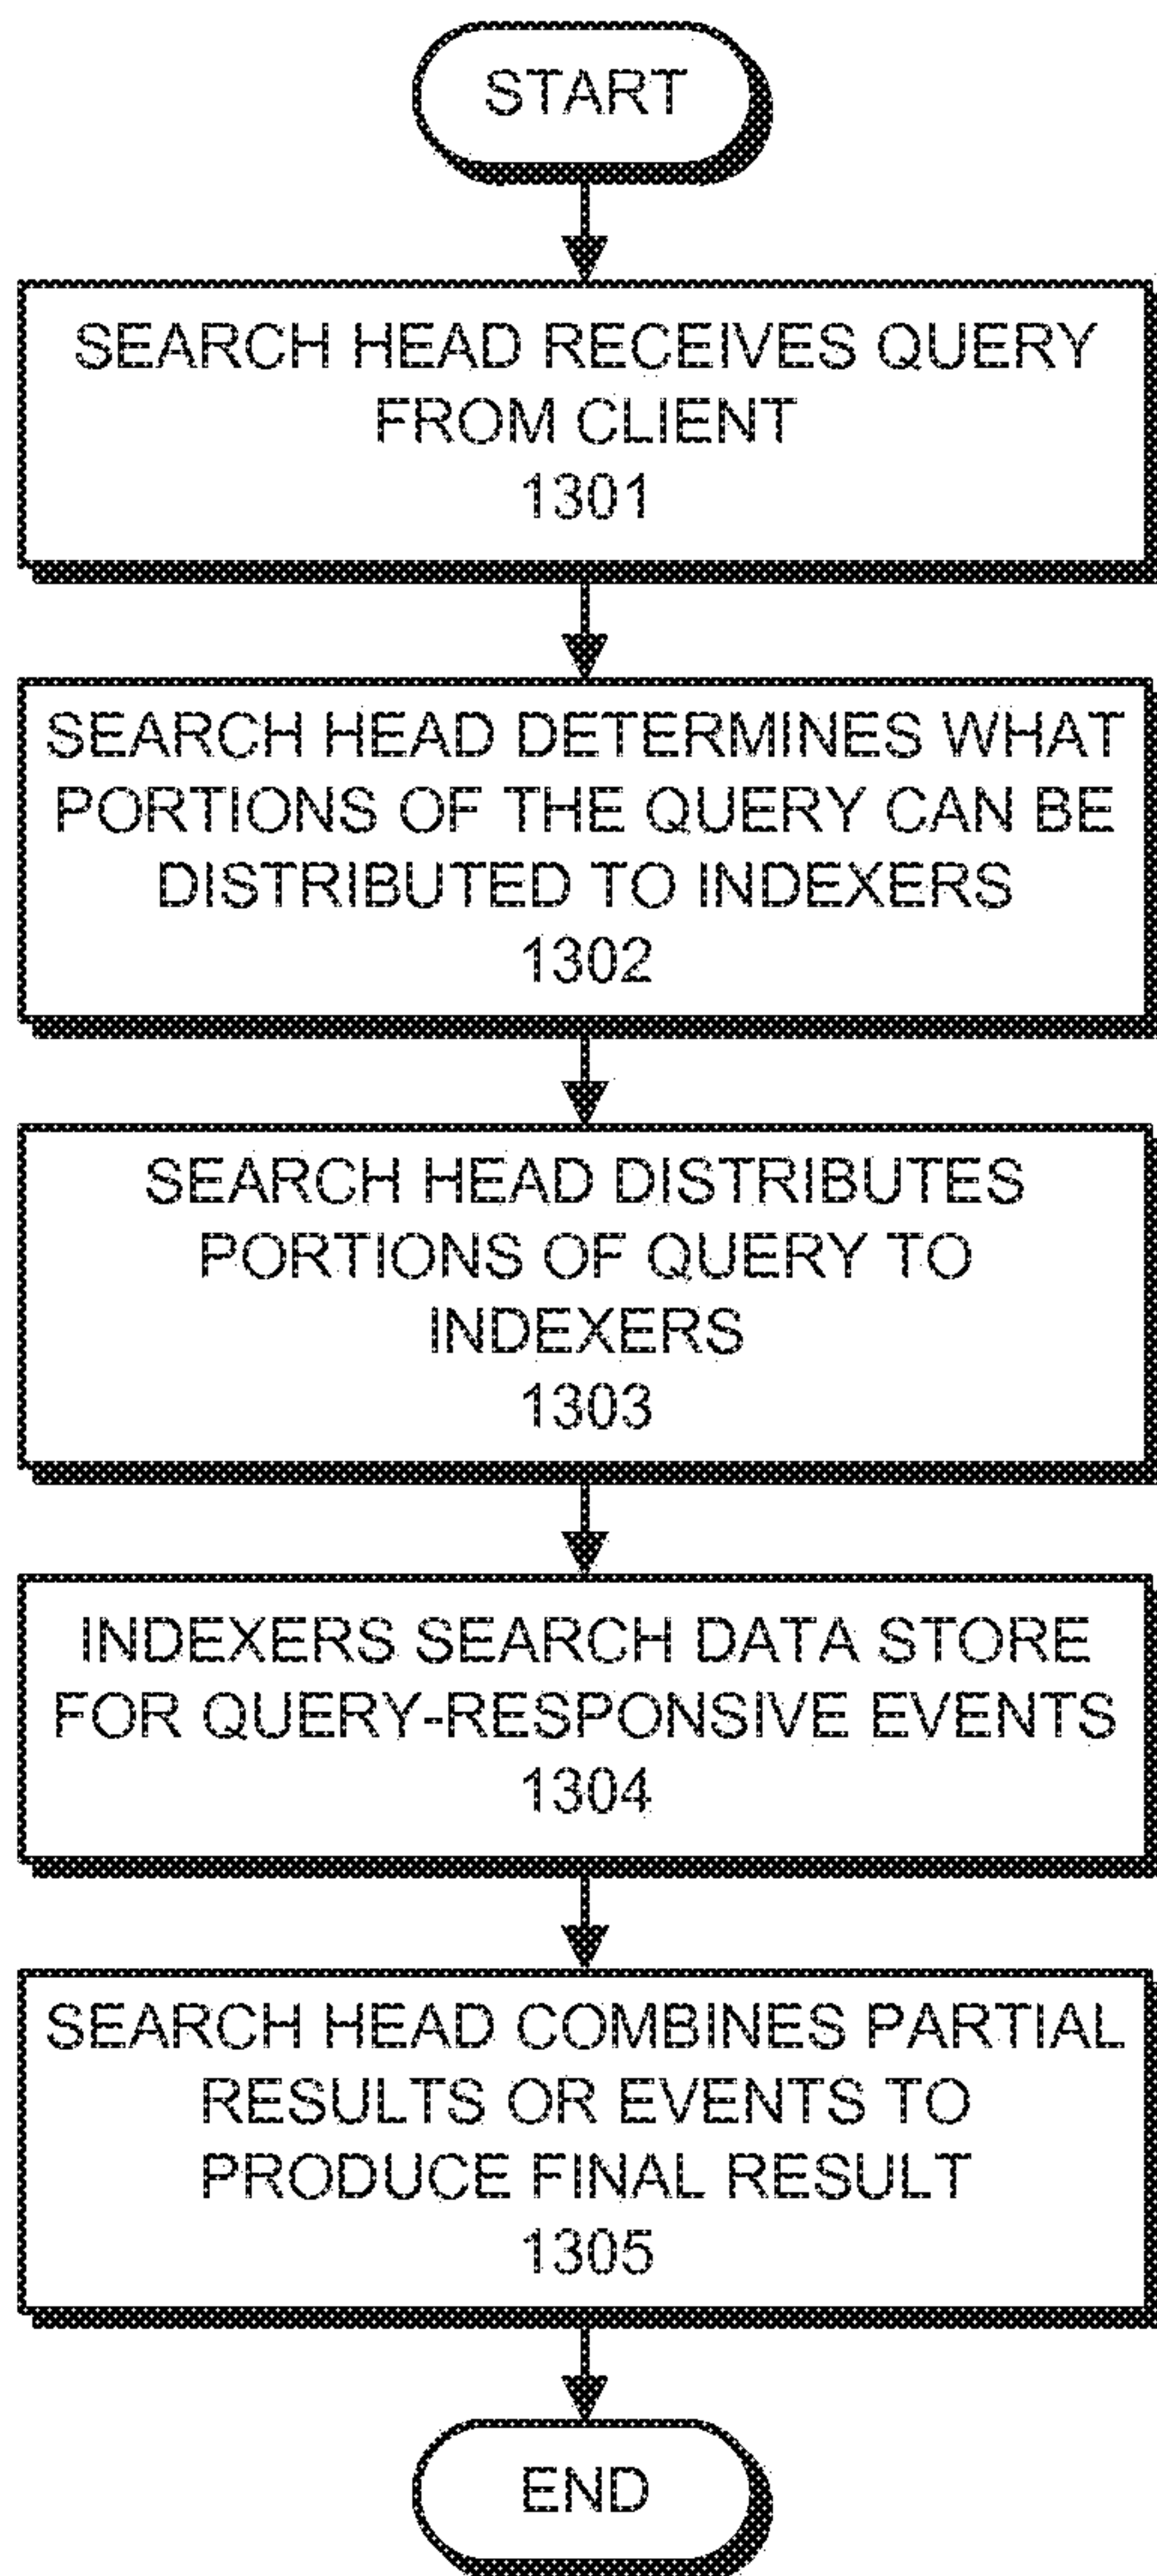 START
SEARCH HEAD RECEIVES QUERY
FROM CLIENT
1301
SEARCH HEAD DETERMINES WHAT
PORTIONS OF THE QUERY CAN BE
DISTRIBUTED TO INDEXERS
1302
SEARCH HEAD DISTRIBUTES
PORTIONS OF QUERY TO
INDEXERS
1303
INDEXERS SEARCH DATA STORE
FOR QUERY-RESPONSIVE EVENTS
1304
SEARCH HEAD COMBINES PARTIAL
RESULTS OR EVENTS TO
PRODUCE FINAL RESULT
1305
END